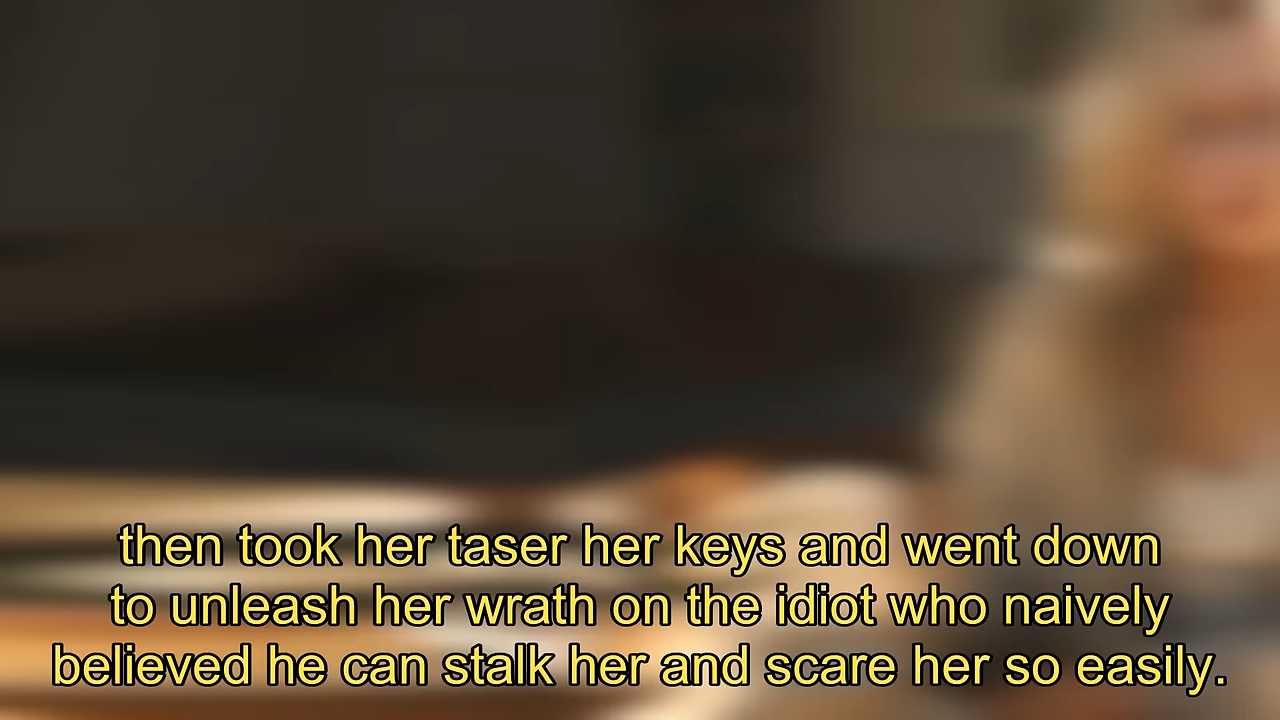 then took her taser her keys and went down
to unleash her wrath on the idiot who naively
believed he can stalk her and scare her so easily.